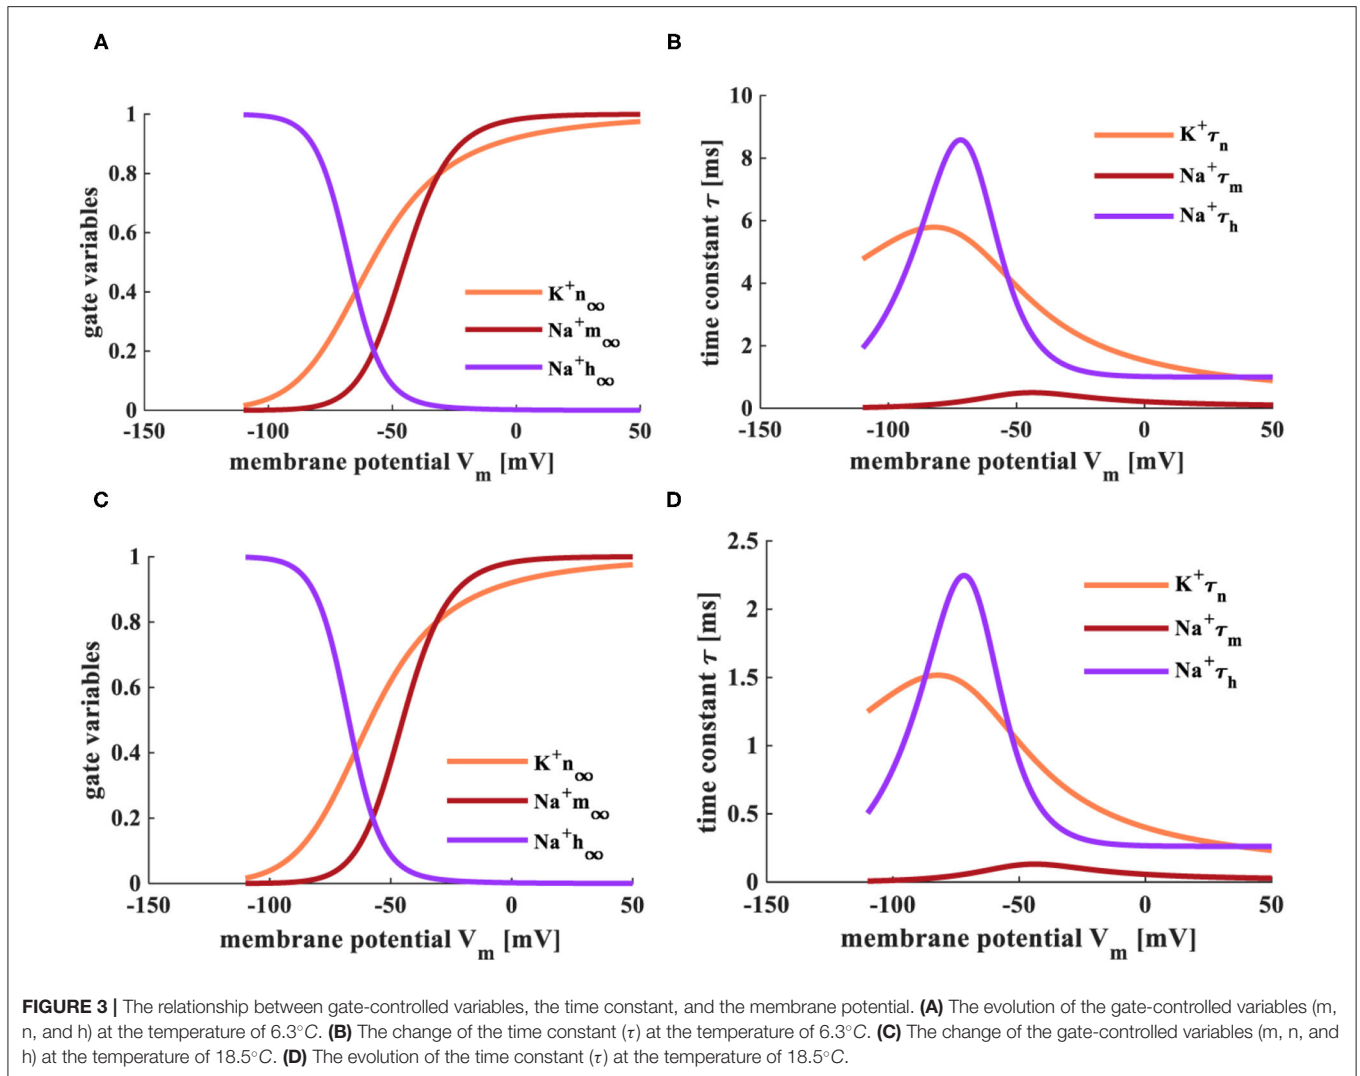 A
1
0.8
0.6
0.4
0.2
0
-150
-100
-50
0
50
gate variables
membrane potential Vm [mV]
K+n∞
Na+m∞
Na+h∞
B
10
8
6
4
2
0
-150
-100
-50
0
50
time constant τ [ms]
membrane potential Vm [mV]
K+τn
Na+τm
Na+τh
C
1
0.8
0.6
0.4
0.2
0
-150
-100
-50
0
50
gate variables
membrane potential Vm [mV]
K+n∞
Na+m∞
Na+h∞
D
2.5
2
1.5
1
0.5
0
-150
-100
-50
0
50
time constant τ [ms]
membrane potential Vm [mV]
K+τn
Na+τm
Na+τh
FIGURE 3 | The relationship between gate-controlled variables, the time constant, and the membrane potential. (A) The evolution of the gate-controlled variables (m,
n, and h) at the temperature of 6.3°C. (B) The change of the time constant (τ) at the temperature of 6.3°C. (C) The change of the gate-controlled variables (m, n, and
h) at the temperature of 18.5°C. (D) The evolution of the time constant (τ) at the temperature of 18.5°C.